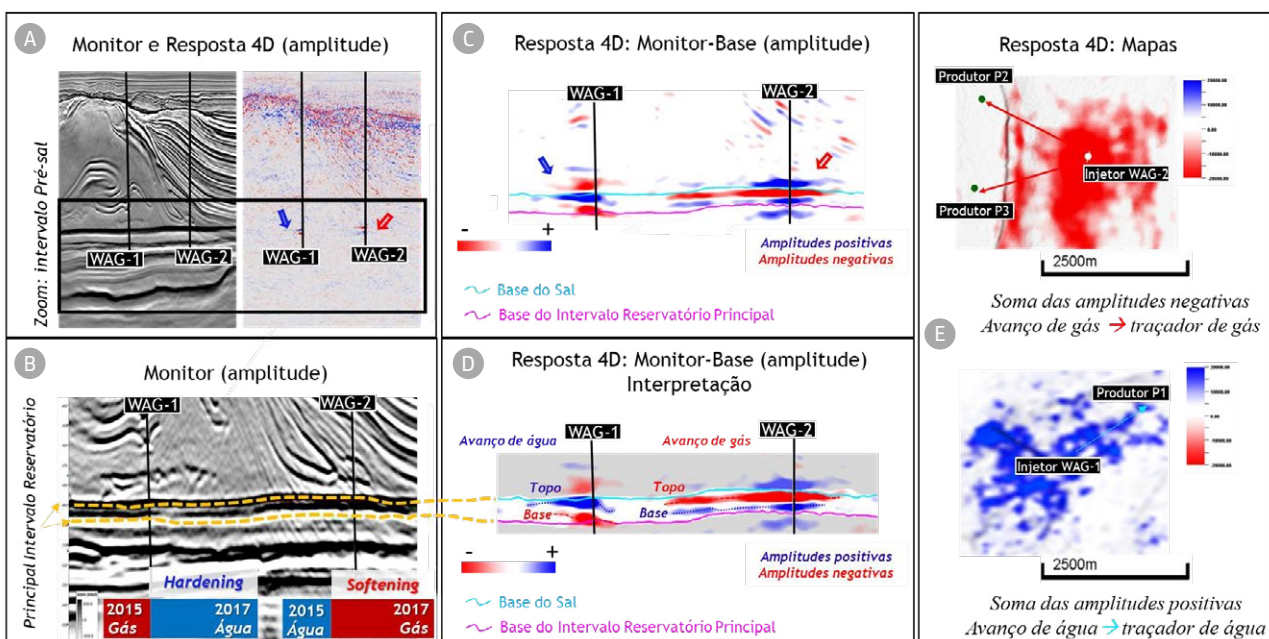 A
Monitor e Resposta 4D (amplitude)
Zoom: intervalo Pré-sal
WAG-1
WAG-2
WAG-1
WAG-2
B
Monitor (amplitude)
Principal Intervalo Reservatório
WAG-1
WAG-2
Hardening
Softening
2015
Gás
2017
Água
2015
Água
2017
Gás
C
Resposta 4D: Monitor-Base (amplitude)
WAG-1
WAG-2
- +
Amplitudes positivas
Amplitudes negativas
Base do Sal
Base do Intervalo Reservatório Principal
D
Resposta 4D: Monitor-Base (amplitude)
Interpretação
WAG-1
WAG-2
Avanço de água
Avanço de gás
Topo
Base
Topo
Base
- +
Amplitudes positivas
Amplitudes negativas
Base do Sal
Base do Intervalo Reservatório Principal
E
Resposta 4D: Mapas
Produtor P2
Injetor WAG-2
Produtor P3
2500m
Soma das amplitudes negativas
Avanço de gás → traçador de gás
Produtor P1
Injetor WAG-1
2500m
Soma das amplitudes positivas
Avanço de água → traçador de água